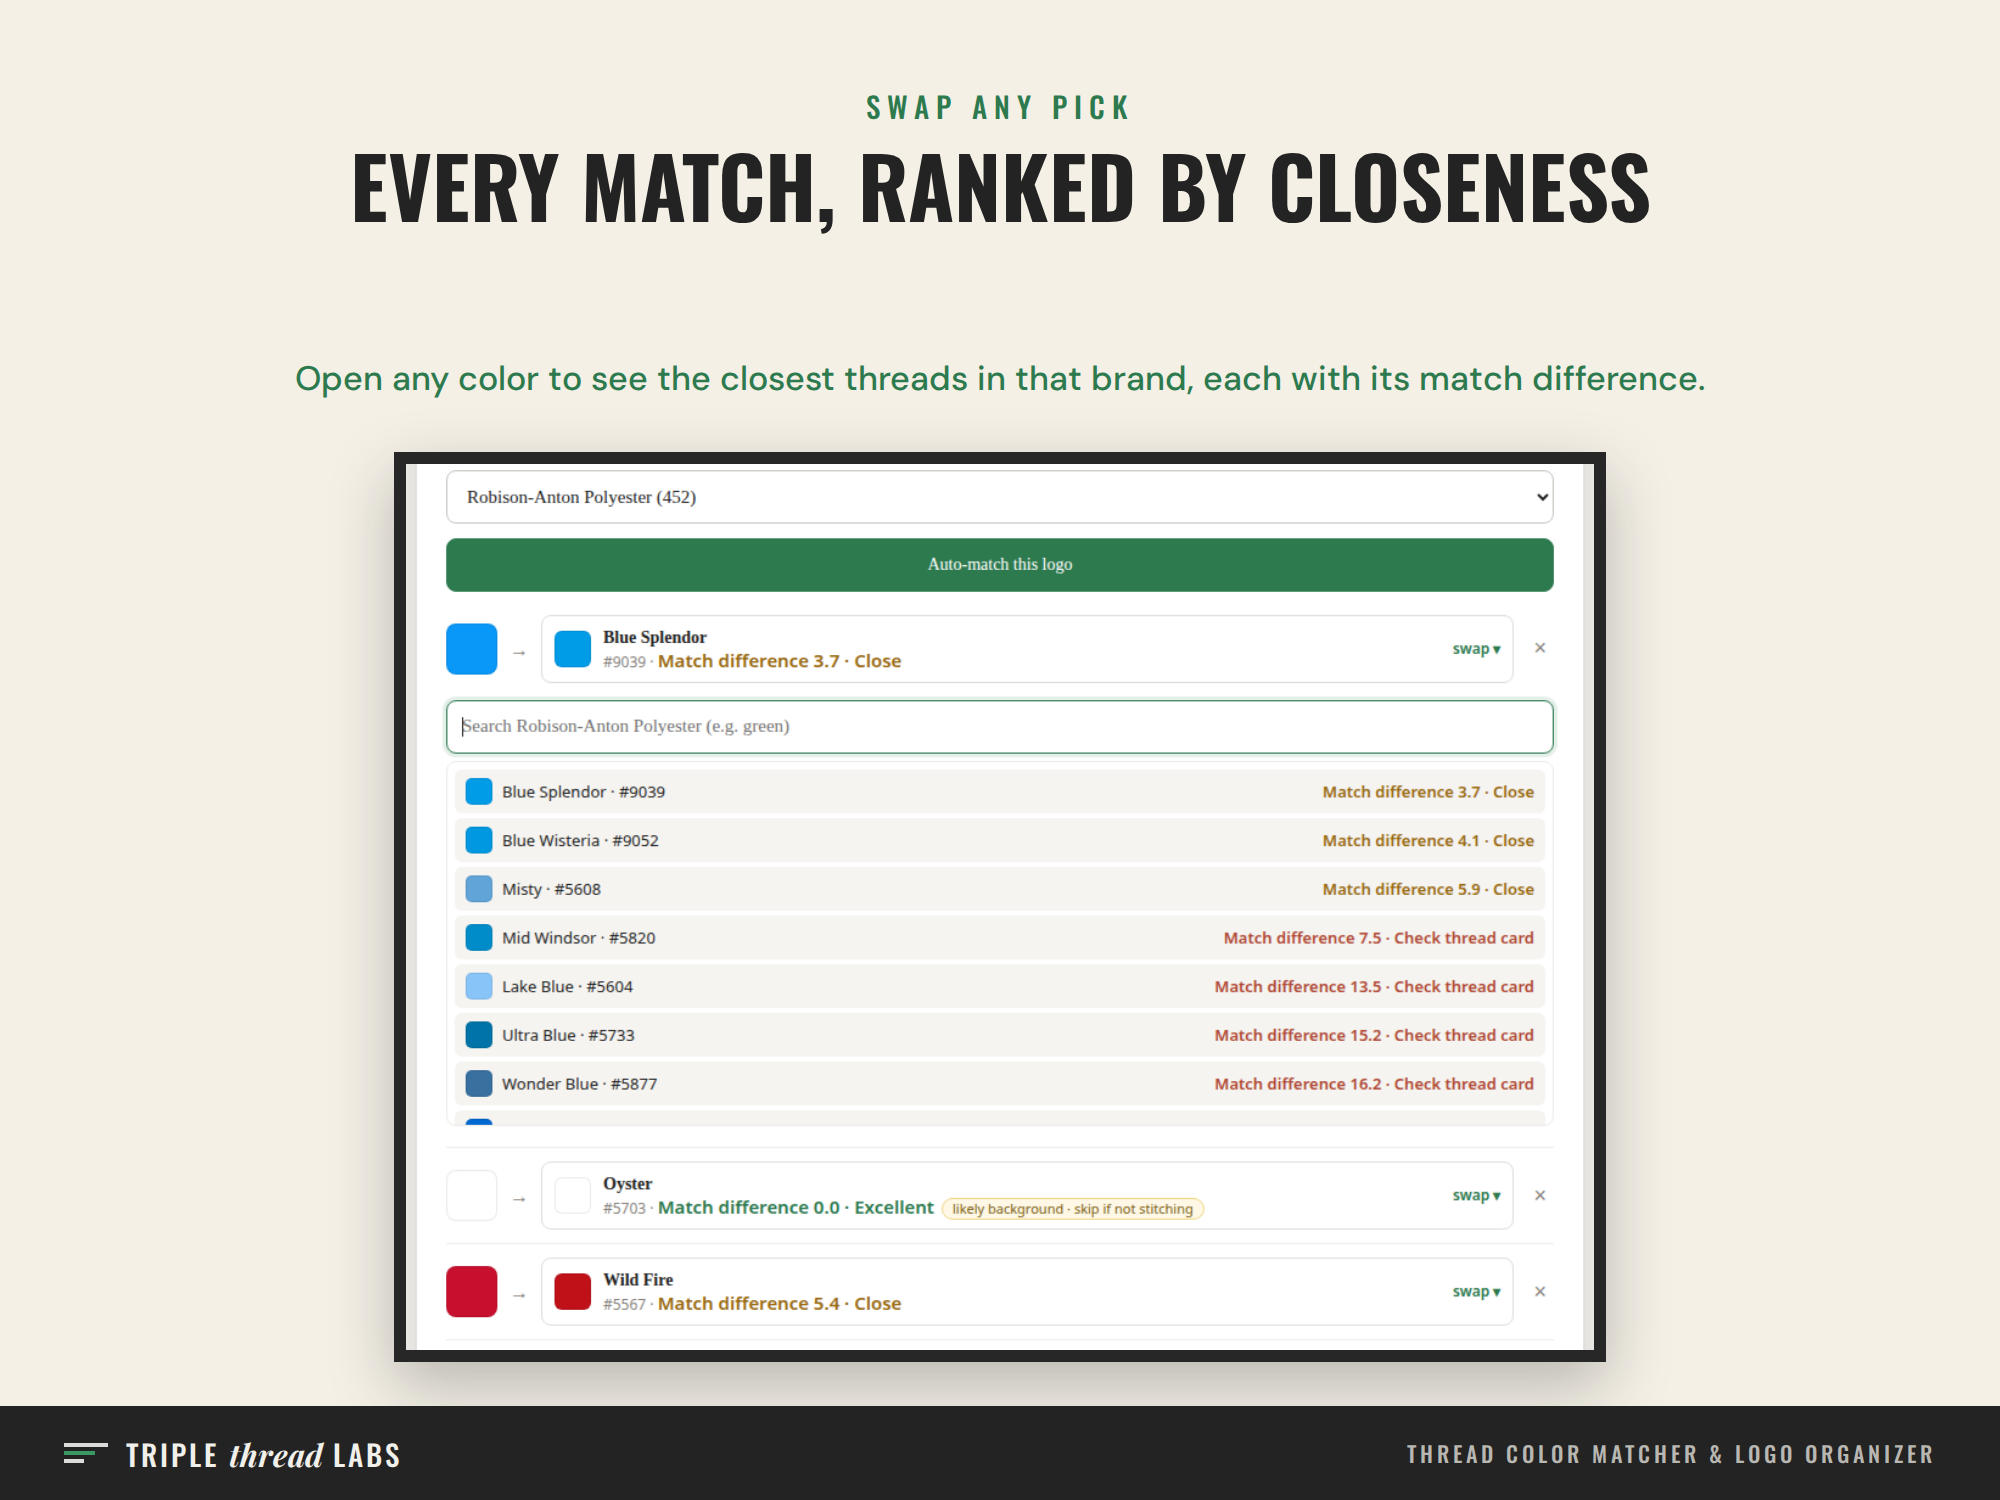 SWAP ANY PICK
EVERY MATCH, RANKED BY CLOSENESS
Open any color to see the closest threads in that brand, each with its match difference.
Robison-Anton Polyester (452)
Auto-match this logo
→ Blue Splendor
#9039 · Match difference 3.7 · Close swap ▾ ×
Search Robison-Anton Polyester (e.g. green)
Blue Splendor · #9039 Match difference 3.7 · Close
Blue Wisteria · #9052 Match difference 4.1 · Close
Misty · #5608 Match difference 5.9 · Close
Mid Windsor · #5820 Match difference 7.5 · Check thread card
Lake Blue · #5604 Match difference 13.5 · Check thread card
Ultra Blue · #5733 Match difference 15.2 · Check thread card
Wonder Blue · #5877 Match difference 16.2 · Check thread card
→ Oyster
#5703 · Match difference 0.0 · Excellent likely background · skip if not stitching swap ▾ ×
→ Wild Fire
#5567 · Match difference 5.4 · Close swap ▾ ×
TRIPLE thread LABS
THREAD COLOR MATCHER & LOGO ORGANIZER